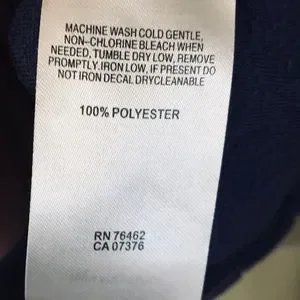 MACHINE WASH COLD GENTLE,
NON-CHLORINE BLEACH WHEN
NEEDED, TUMBLE DRY LOW, REMOVE
PROMPTLY.IRON LOW, IF PRESENT DO
NOT IRON DECAL DRYCLEANABLE
100% POLYESTER
RN 76462
CA 07376